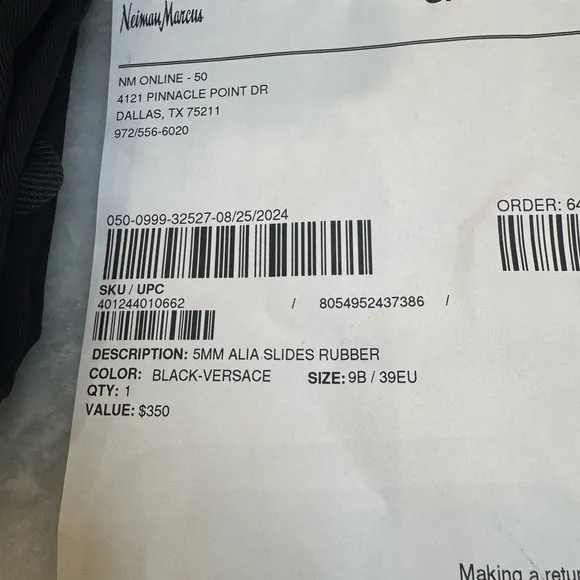 Neiman Marcus
NM ONLINE - 50
4121 PINNACLE POINT DR
DALLAS, TX 75211
972/556-6020
050-0999-32527-08/25/2024
ORDER: 64
SKU / UPC
401244010662 / 8054952437386 /
DESCRIPTION: 5MM ALIA SLIDES RUBBER
COLOR: BLACK-VERSACE SIZE: 9B / 39EU
QTY: 1
VALUE: $350
Making a retu